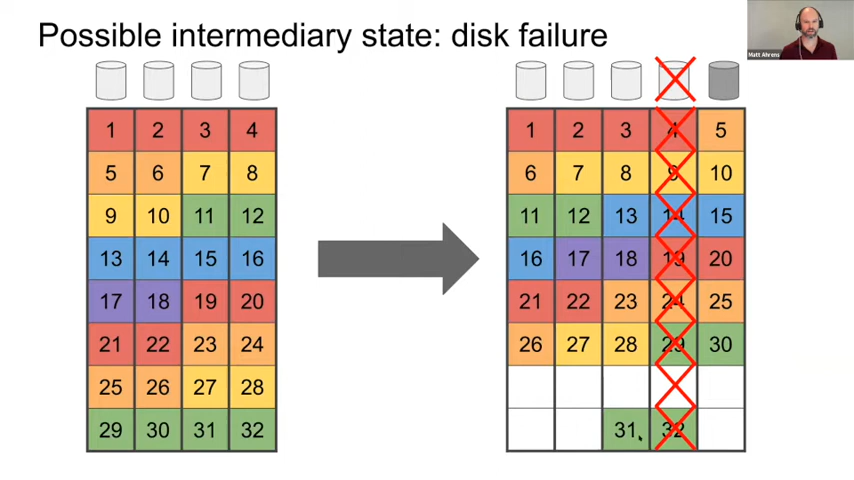 Possible intermediary state: disk failure
Matt Ahrens
1 2 3 4
5 6 7 8
9 10 11 12
13 14 15 16
17 18 19 20
21 22 23 24
25 26 27 28
29 30 31 32
1 2 3 4 5
6 7 8 9 10
11 12 13 14 15
16 17 18 19 20
21 22 23 24 25
26 27 28 29 30
31 32